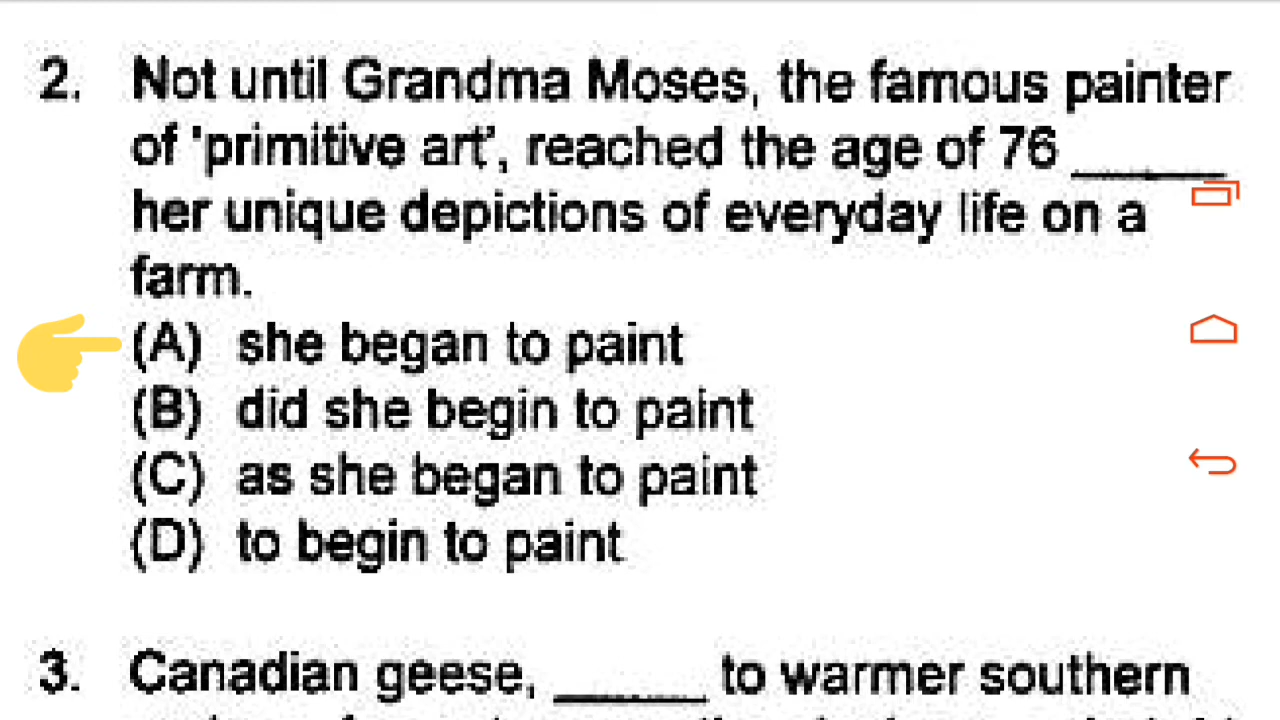 2. Not until Grandma Moses, the famous painter
of 'primitive art', reached the age of 76 ______
her unique depictions of everyday life on a
farm.
(A) she began to paint
(B) did she begin to paint
(C) as she began to paint
(D) to begin to paint
3. Canadian geese, ______ to warmer southern